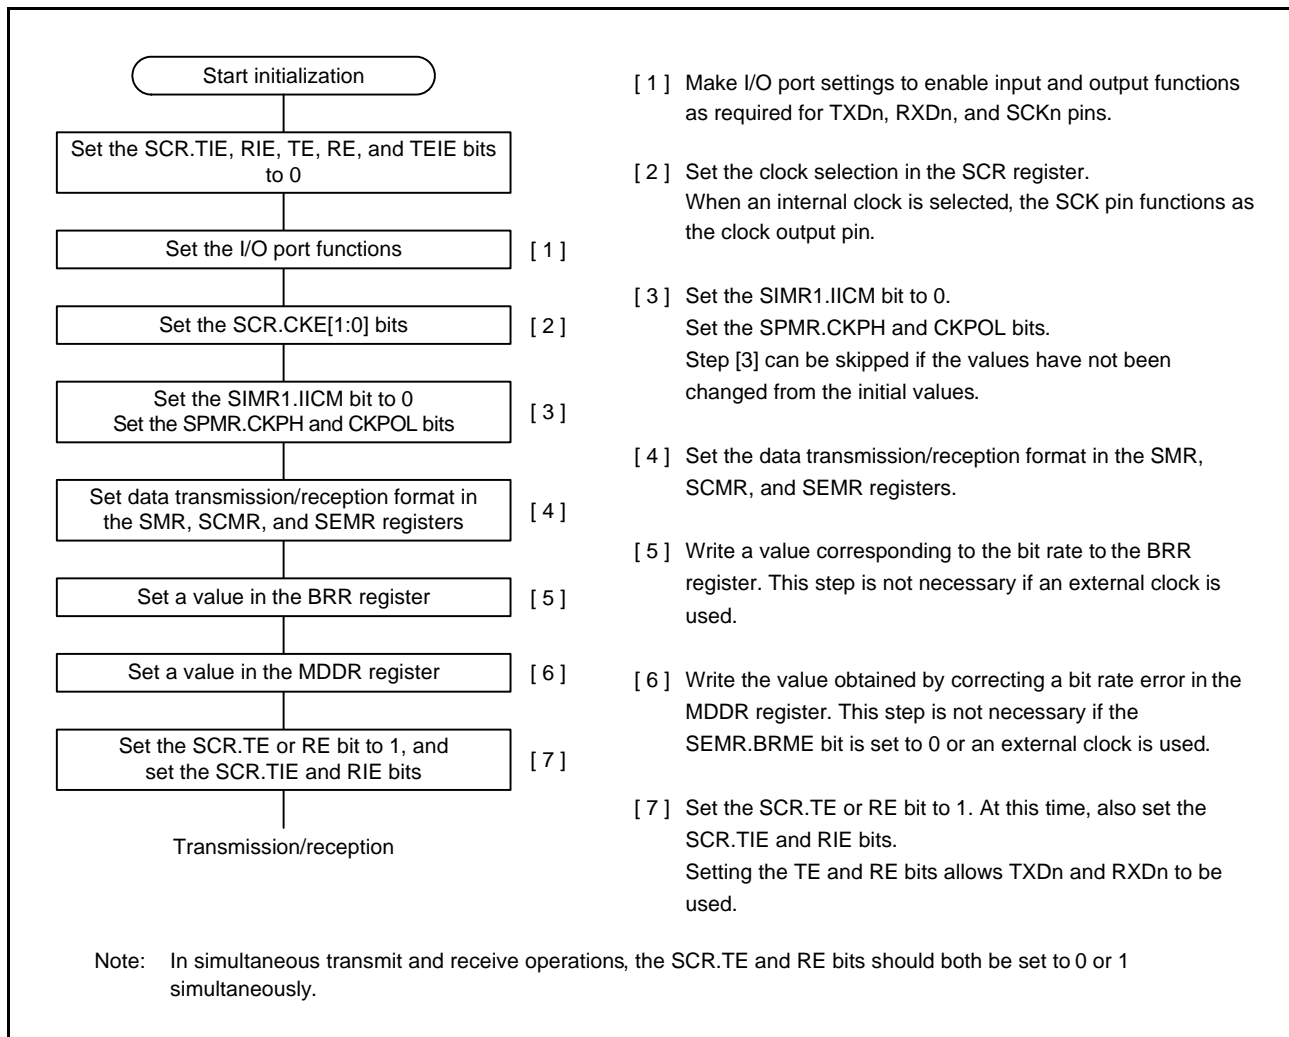 Start initialization
Set the SCR.TIE, RIE, TE, RE, and TEIE bits
to 0
Set the I/O port functions
[ 1 ]
Set the SCR.CKE[1:0] bits
[ 2 ]
Set the SIMR1.IICM bit to 0
Set the SPMR.CKPH and CKPOL bits
[ 3 ]
Set data transmission/reception format in
the SMR, SCMR, and SEMR registers
[ 4 ]
Set a value in the BRR register
[ 5 ]
Set a value in the MDDR register
[ 6 ]
Set the SCR.TE or RE bit to 1, and
set the SCR.TIE and RIE bits
[ 7 ]
Transmission/reception
[ 1 ] Make I/O port settings to enable input and output functions
as required for TXDn, RXDn, and SCKn pins.
[ 2 ] Set the clock selection in the SCR register.
When an internal clock is selected, the SCK pin functions as
the clock output pin.
[ 3 ] Set the SIMR1.IICM bit to 0.
Set the SPMR.CKPH and CKPOL bits.
Step [3] can be skipped if the values have not been
changed from the initial values.
[ 4 ] Set the data transmission/reception format in the SMR,
SCMR, and SEMR registers.
[ 5 ] Write a value corresponding to the bit rate to the BRR
register. This step is not necessary if an external clock is
used.
[ 6 ] Write the value obtained by correcting a bit rate error in the
MDDR register. This step is not necessary if the
SEMR.BRME bit is set to 0 or an external clock is used.
[ 7 ] Set the SCR.TE or RE bit to 1. At this time, also set the
SCR.TIE and RIE bits.
Setting the TE and RE bits allows TXDn and RXDn to be
used.
Note: In simultaneous transmit and receive operations, the SCR.TE and RE bits should both be set to 0 or 1
simultaneously.